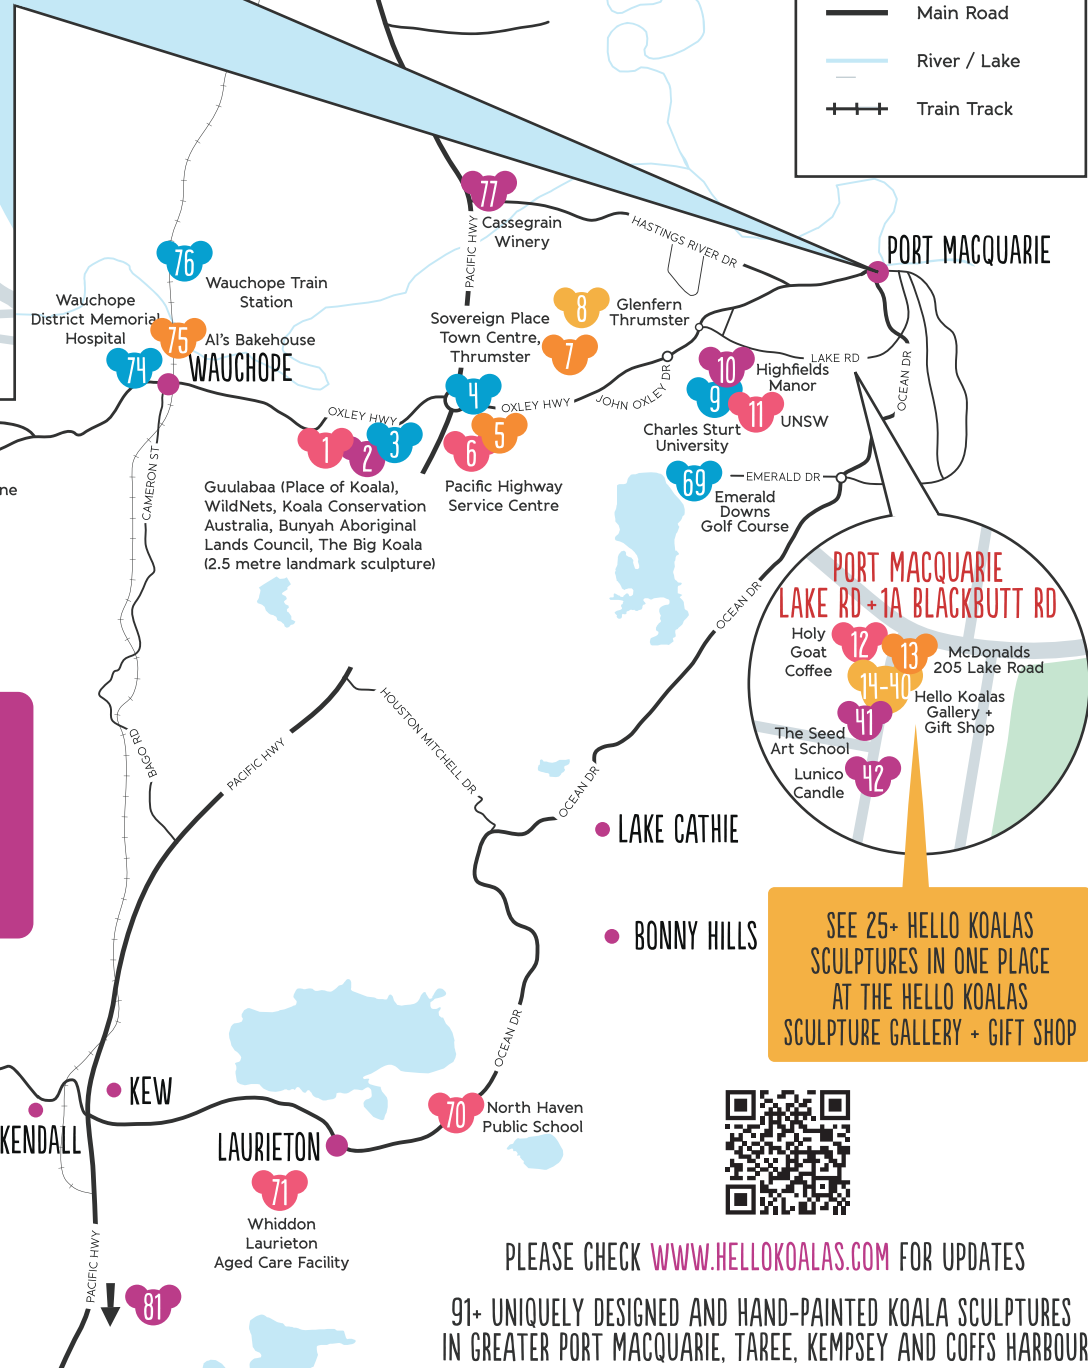 Main Road
River / Lake
Train Track
77
Cassegrain
Winery
PACIFIC HWY
HASTINGS RIVER DR
PORT MACQUARIE
76
Wauchope Train
Station
Wauchope
District Memorial
Hospital
75
Al's Bakehouse
74
WAUCHOPE
8
Glenfern
Thrumster
Sovereign Place
Town Centre,
Thrumster
7
4
OXLEY HWY
OXLEY HWY
JOHN OXLEY DR
LAKE RD
OCEAN DR
10
Highfields
Manor
9
11
UNSW
Charles Sturt
University
1
2
3
5
6
Guulabaa (Place of Koala),
WildNets, Koala Conservation
Australia, Bunyah Aboriginal
Lands Council, The Big Koala
(2.5 metre landmark sculpture)
Pacific Highway
Service Centre
69
EMERALD DR
Emerald
Downs
Golf Course
ne
CAMERON ST
OCEAN DR
PORT MACQUARIE
LAKE RD + 1A BLACKBUTT RD
Holy
Goat
Coffee
12
13
McDonalds
205 Lake Road
14-40
Hello Koalas
Gallery +
Gift Shop
41
The Seed
Art School
Lunico
Candle
42
HOUSTON MITCHELL DR
BAGO RD
PACIFIC HWY
OCEAN DR
LAKE CATHIE
BONNY HILLS
SEE 25+ HELLO KOALAS
SCULPTURES IN ONE PLACE
AT THE HELLO KOALAS
SCULPTURE GALLERY + GIFT SHOP
OCEAN DR
KEW
KENDALL
LAURIETON
70
North Haven
Public School
71
Whiddon
Laurieton
Aged Care Facility
PACIFIC HWY
81
PLEASE CHECK WWW.HELLOKOALAS.COM FOR UPDATES
91+ UNIQUELY DESIGNED AND HAND-PAINTED KOALA SCULPTURES
IN GREATER PORT MACQUARIE, TAREE, KEMPSEY AND COFFS HARBOUR